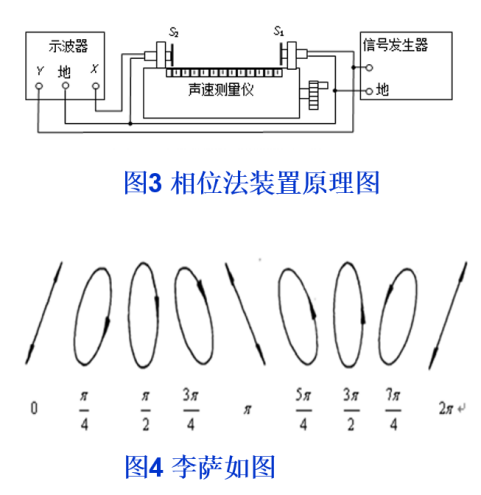 示波器
Y 地 X
S₂
S₁
声速测量仪
信号发生器
地
图3 相位法装置原理图
0 π/4 π/2 3π/4 π 5π/4 3π/2 7π/4 2π↵
图4 李萨如图